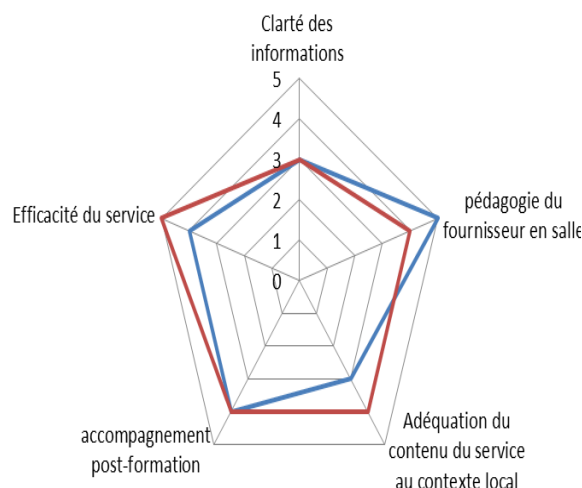 Clarté des
informations
5
4
3
2
1
0
pédagogie du
fournisseur en salle
Adéquation du
contenu du service
au contexte local
accompagnement
post-formation
Efficacité du service